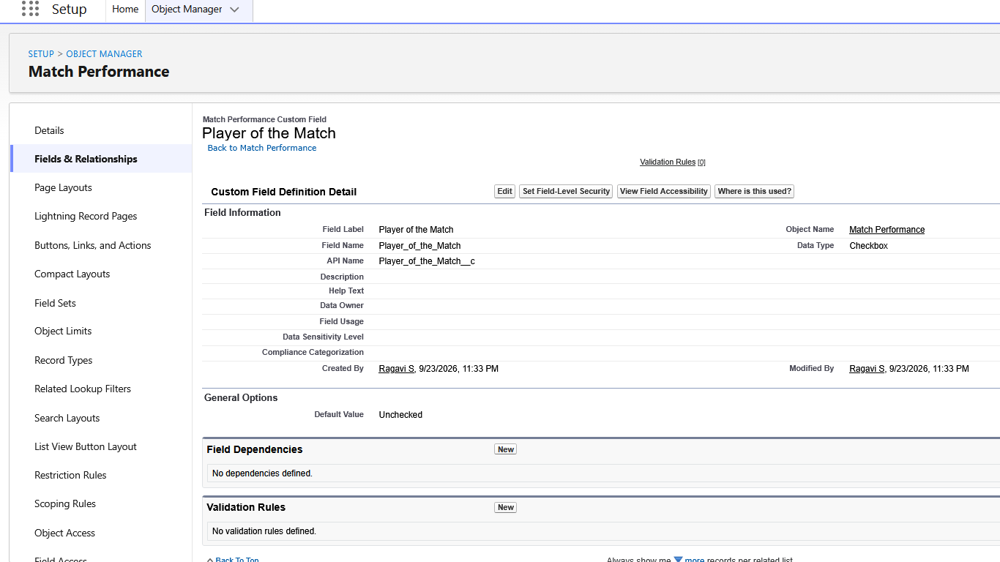 Setup
Home
Object Manager
SETUP > OBJECT MANAGER
Match Performance
Details
Fields & Relationships
Page Layouts
Lightning Record Pages
Buttons, Links, and Actions
Compact Layouts
Field Sets
Object Limits
Record Types
Related Lookup Filters
Search Layouts
List View Button Layout
Restriction Rules
Scoping Rules
Object Access
Field Access
Match Performance Custom Field
Player of the Match
Back to Match Performance
Validation Rules [0]
Custom Field Definition Detail
Edit
Set Field-Level Security
View Field Accessibility
Where is this used?
Field Information
Field Label Player of the Match
Object Name Match Performance
Field Name Player_of_the_Match
Data Type Checkbox
API Name Player_of_the_Match__c
Description
Help Text
Data Owner
Field Usage
Data Sensitivity Level
Compliance Categorization
Created By Ragavi S, 9/23/2026, 11:33 PM
Modified By Ragavi S, 9/23/2026, 11:33 PM
General Options
Default Value Unchecked
Field Dependencies
New
No dependencies defined.
Validation Rules
New
No validation rules defined.
Back To Top
Always show me more records per related list